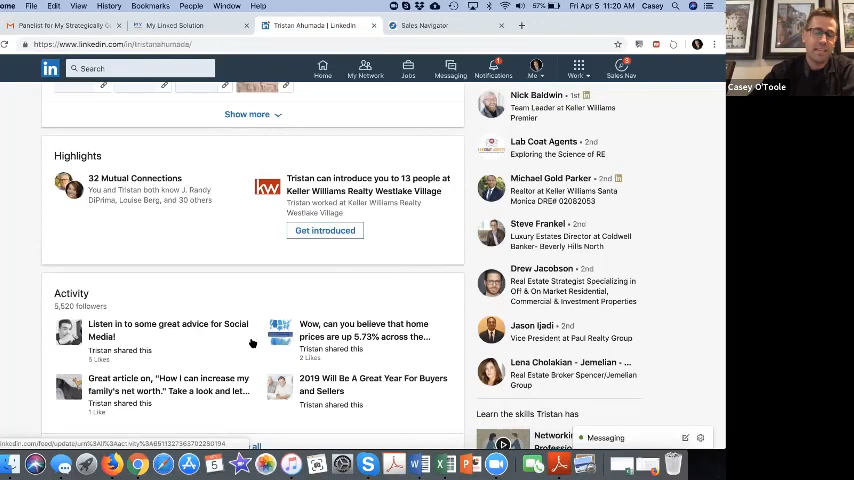 ome File Edit View History Bookmarks People Window Help
57% Fri Apr 5 11:20 AM Casey
Panelist for My Strategically C
My Linked Solution
Tristan Ahumada | LinkedIn
Sales Navigator
https://www.linkedin.com/in/tristanahumada/
in Search
Home My Network Jobs Messaging Notifications Me Work Sales Nav
Casey O'Toole
Show more
Highlights
32 Mutual Connections
You and Tristan both know J. Randy
DiPrima, Louise Berg, and 30 others
kw
Tristan can introduce you to 13 people at
Keller Williams Realty Westlake Village
Tristan worked at Keller Williams Realty
Westlake Village
Get introduced
Activity
5,520 followers
Listen in to some great advice for Social
Media!
Tristan shared this
5 Likes
Wow, can you believe that home
prices are up 5.73% across the...
Tristan shared this
2 Likes
Great article on, "How I can increase my
family's net worth." Take a look and let...
Tristan shared this
1 Like
2019 Will Be A Great Year For Buyers
and Sellers
Tristan shared this
all
Nick Baldwin • 1st
Team Leader at Keller Williams
Premier
Lab Coat Agents • 2nd
Exploring the Science of RE
Michael Gold Parker • 2nd
Realtor at Keller Williams Santa
Monica DRE# 02082053
Steve Frankel • 2nd
Luxury Estates Director at Coldwell
Banker- Beverly Hills North
Drew Jacobson • 2nd
Real Estate Strategist Specializing in
Off & On Market Residential,
Commercial & Investment Properties
Jason Ijadi • 2nd
Vice President at Paul Realty Group
Lena Cholakian - Jemelian - ...
Real Estate Broker Spencer/Jemelian
Group
Learn the skills Tristan has
Messaging